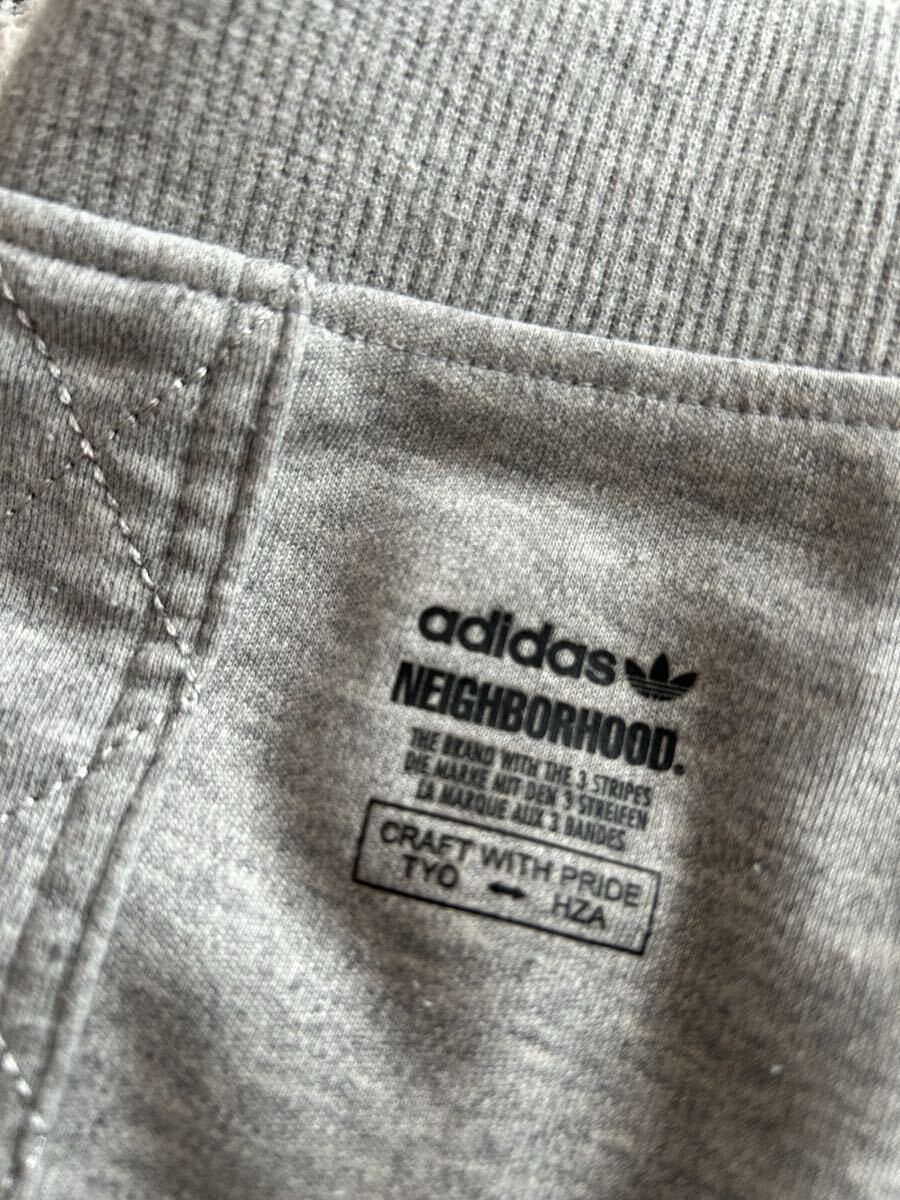 adidas
NEIGHBORHOOD.
THE BRAND WITH THE 3 STRIPES
DIE MARKE MIT DEN 3 STREIFEN
LA MARQUE AUX 3 BANDES
CRAFT WITH PRIDE
TYO ↔ HZA